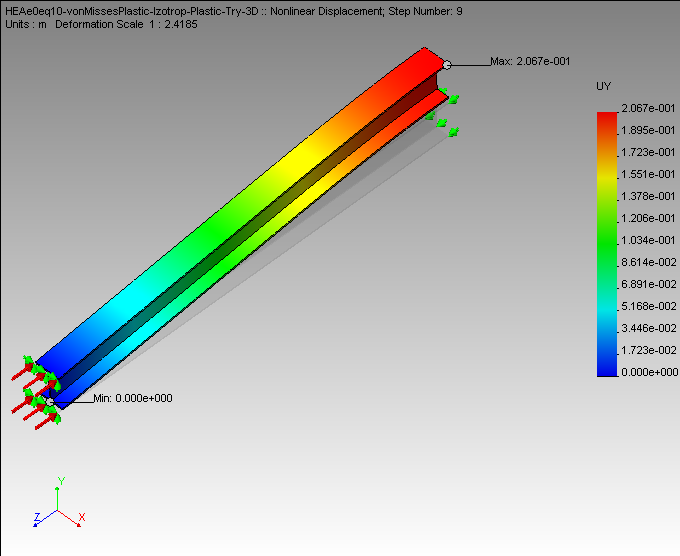 HEAe0eq10-vonMissesPlastic-Izotrop-Plastic-Try-3D :: Nonlinear Displacement; Step Number: 9
Units : m   Deformation Scale  1 : 2.4185
Max: 2.067e-001
UY
2.067e-001
1.895e-001
1.723e-001
1.551e-001
1.378e-001
1.206e-001
1.034e-001
8.614e-002
6.891e-002
5.168e-002
3.446e-002
1.723e-002
0.000e+000
Min: 0.000e+000
Y
Z
X